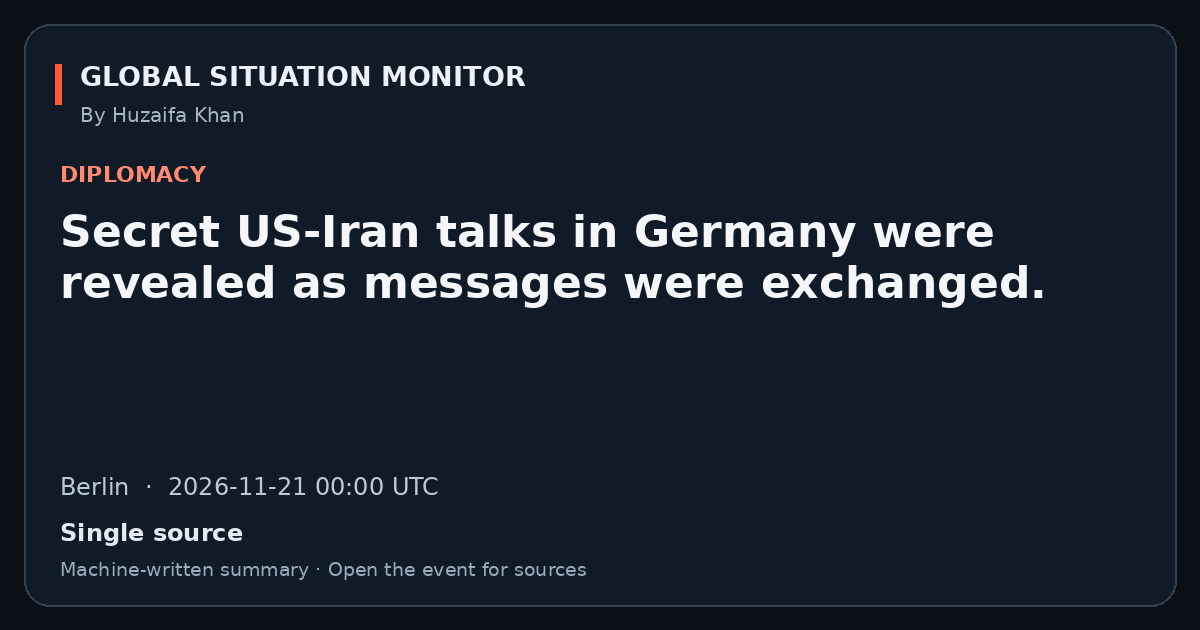 GLOBAL SITUATION MONITOR
By Huzaifa Khan
DIPLOMACY
Secret US-Iran talks in Germany were
revealed as messages were exchanged.
Berlin · 2026-11-21 00:00 UTC
Single source
Machine-written summary · Open the event for sources